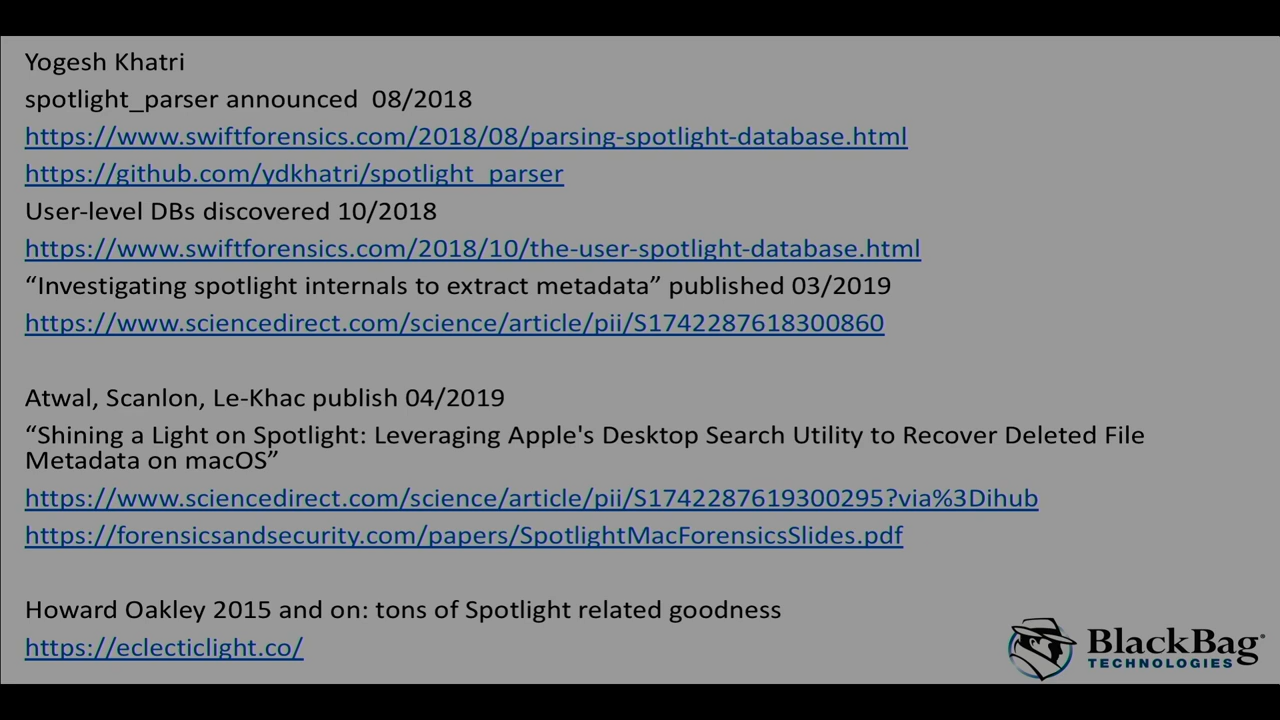 Yogesh Khatri
spotlight_parser announced  08/2018
https://www.swiftforensics.com/2018/08/parsing-spotlight-database.html
https://github.com/ydkhatri/spotlight_parser
User-level DBs discovered 10/2018
https://www.swiftforensics.com/2018/10/the-user-spotlight-database.html
“Investigating spotlight internals to extract metadata” published 03/2019
https://www.sciencedirect.com/science/article/pii/S1742287618300860
Atwal, Scanlon, Le-Khac publish 04/2019
“Shining a Light on Spotlight: Leveraging Apple's Desktop Search Utility to Recover Deleted File
Metadata on macOS”
https://www.sciencedirect.com/science/article/pii/S1742287619300295?via%3Dihub
https://forensicsandsecurity.com/papers/SpotlightMacForensicsSlides.pdf
Howard Oakley 2015 and on: tons of Spotlight related goodness
https://eclecticlight.co/
BlackBag
TECHNOLOGIES